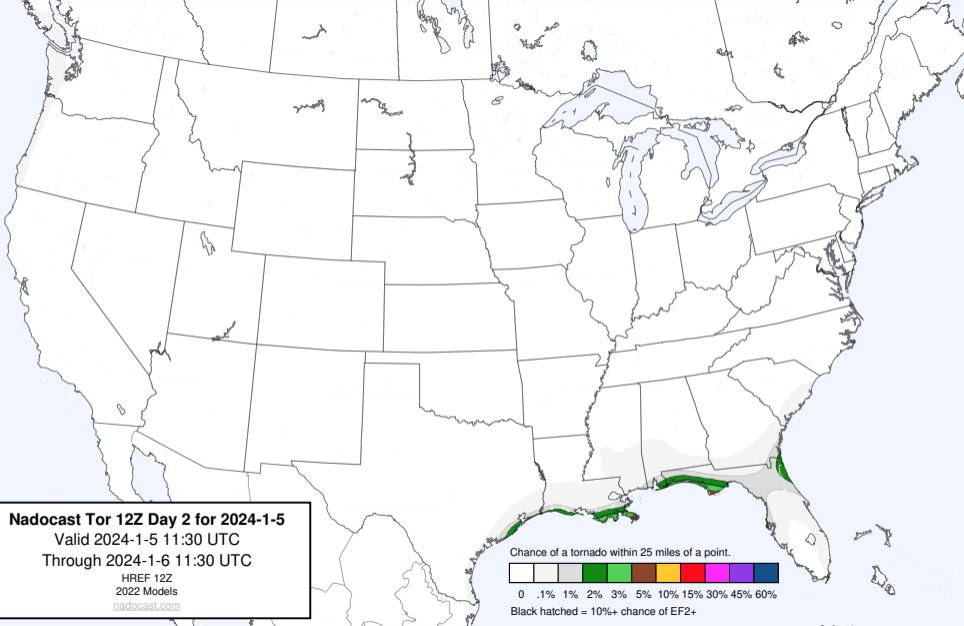 Nadocast Tor 12Z Day 2 for 2024-1-5
Valid 2024-1-5 11:30 UTC
Through 2024-1-6 11:30 UTC
HREF 12Z
2022 Models
nadocast.com
Chance of a tornado within 25 miles of a point.
0 .1% 1% 2% 3% 5% 10% 15% 30% 45% 60%
Black hatched = 10%+ chance of EF2+